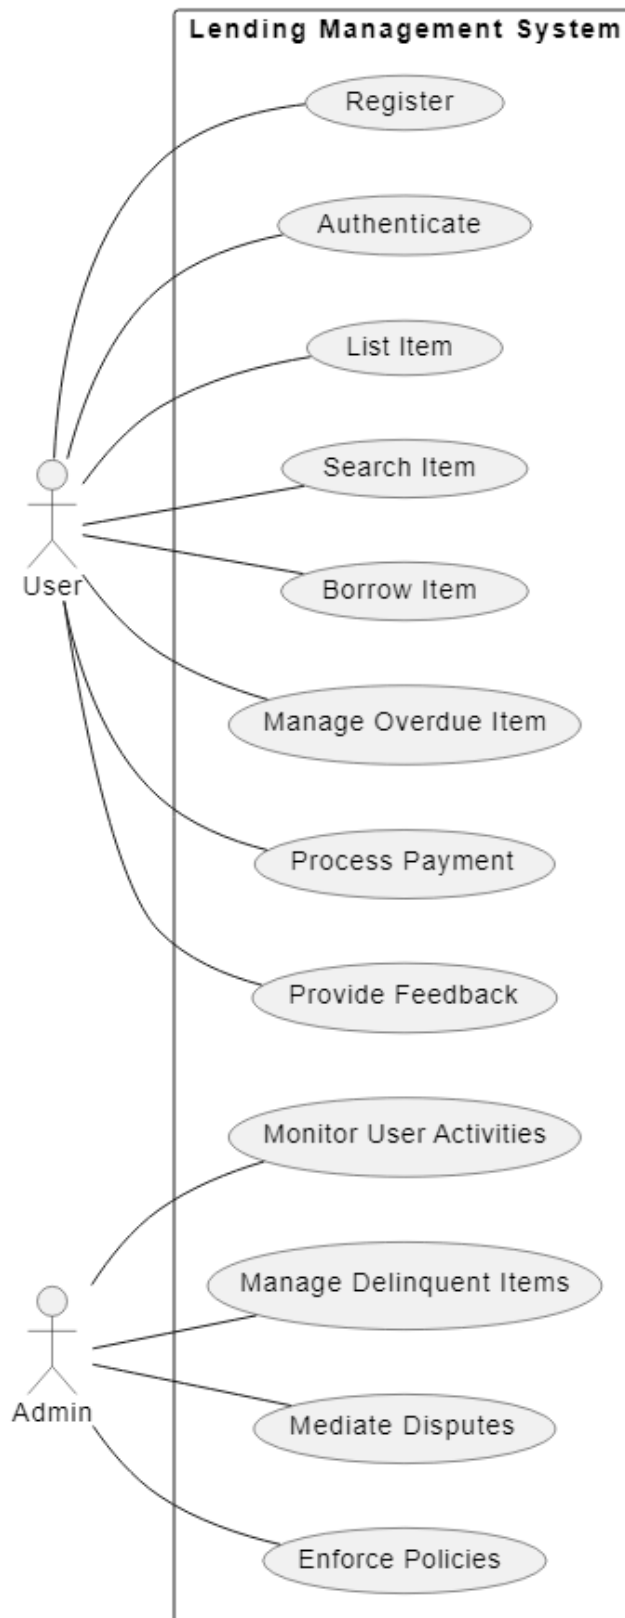 Lending Management System
Register
Authenticate
List Item
Search Item
Borrow Item
User
Manage Overdue Item
Process Payment
Provide Feedback
Monitor User Activities
Manage Delinquent Items
Admin
Mediate Disputes
Enforce Policies